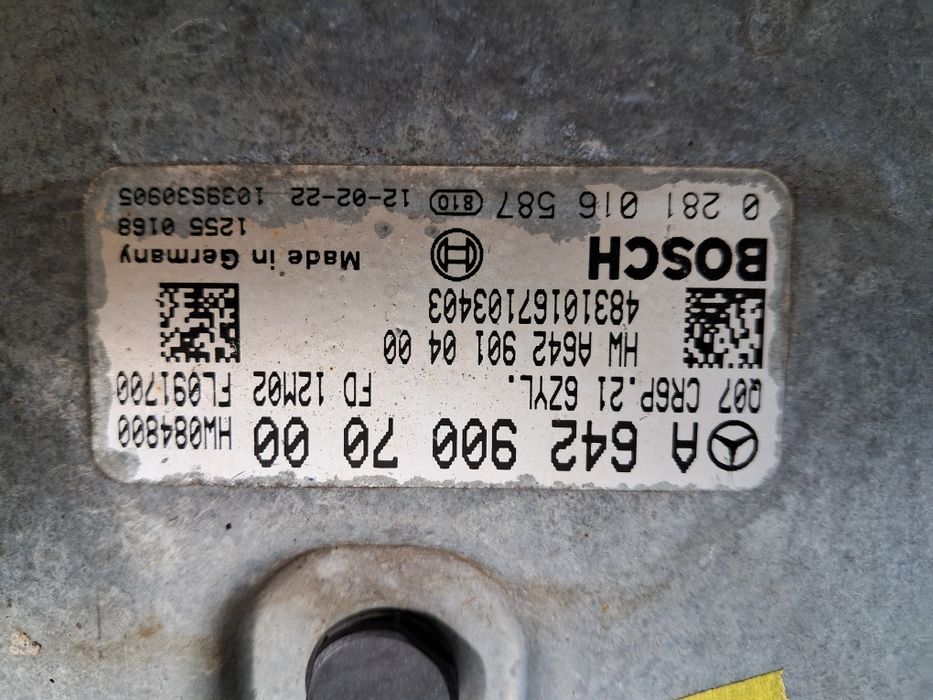 A 642 900 70 00 HW084800
Q07 CR6P.21 6ZYL. FD 12M02 FL091700
HW A642 901 04 00
48310167103403
BOSCH Made in Germany
1255 0168
0 281 016 587 810 12-02-22 1039S30905